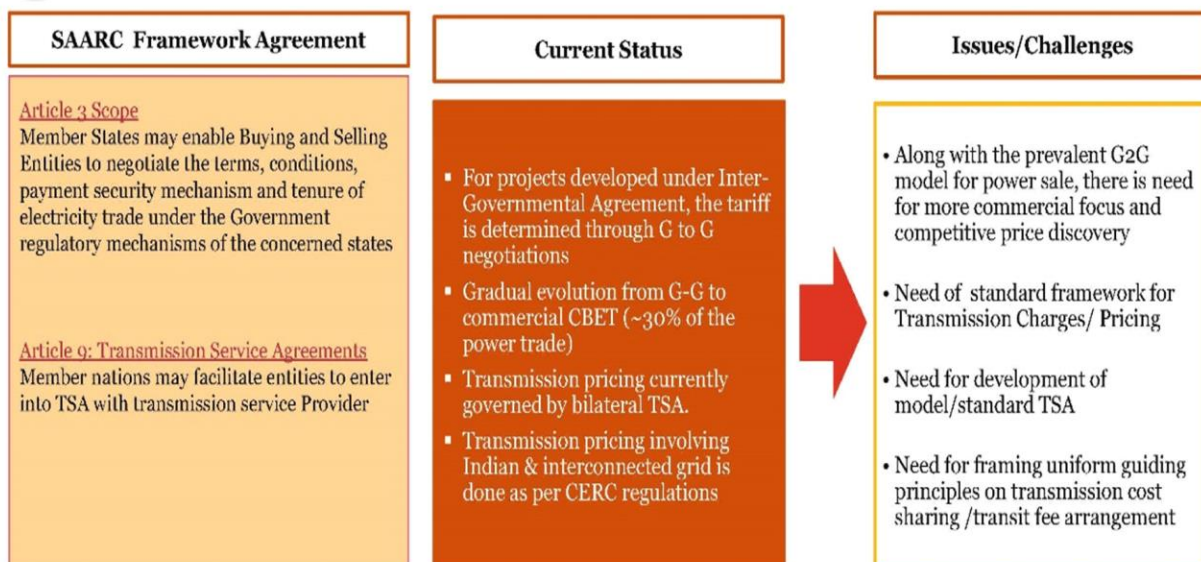 SAARC Framework Agreement
Article 3 Scope
Member States may enable Buying and Selling
Entities to negotiate the terms, conditions,
payment security mechanism and tenure of
electricity trade under the Government
regulatory mechanisms of the concerned states
Article 9: Transmission Service Agreements
Member nations may facilitate entities to enter
into TSA with transmission service Provider
Current Status
▪ For projects developed under Inter-
Governmental Agreement, the tariff
is determined through G to G
negotiations
▪ Gradual evolution from G-G to
commercial CBET (~30% of the
power trade)
▪ Transmission pricing currently
governed by bilateral TSA.
▪ Transmission pricing involving
Indian & interconnected grid is
done as per CERC regulations
Issues/Challenges
• Along with the prevalent G2G
model for power sale, there is need
for more commercial focus and
competitive price discovery
• Need of standard framework for
Transmission Charges/ Pricing
• Need for development of
model/standard TSA
• Need for framing uniform guiding
principles on transmission cost
sharing /transit fee arrangement